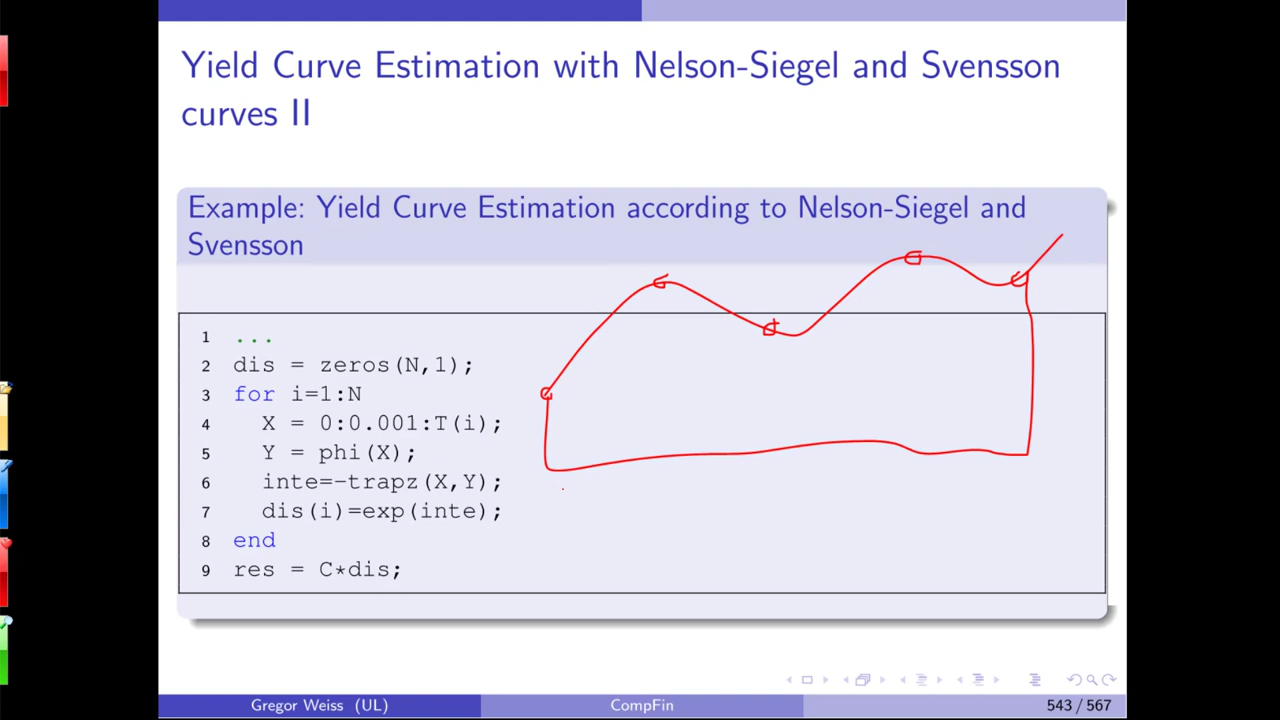 Yield Curve Estimation with Nelson-Siegel and Svensson
curves II
Example: Yield Curve Estimation according to Nelson-Siegel and
Svensson
1 ...
2 dis = zeros(N,1);
3 for i=1:N
4 X = 0:0.001:T(i);
5 Y = phi(X);
6 inte=-trapz(X,Y);
7 dis(i)=exp(inte);
8 end
9 res = C*dis;
Gregor Weiss (UL) CompFin 543 / 567